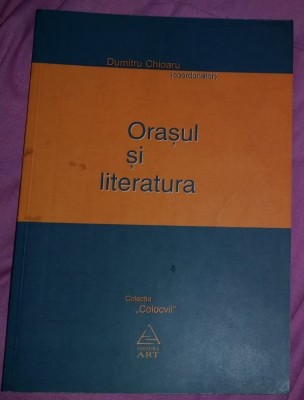 Dumitru Chioaru
(coordonator)
Orașul
și
literatura
Colecția
„Colocvii”
EDITURA
ART